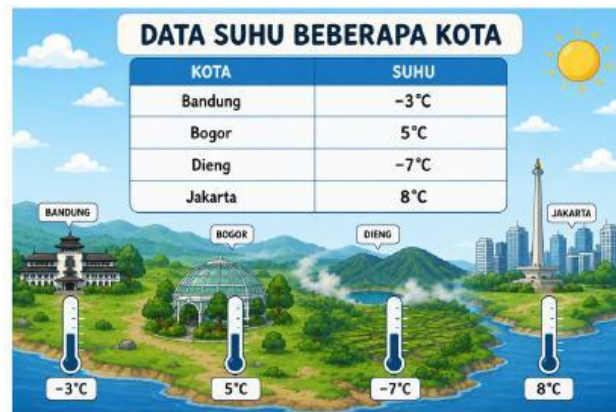 DATA SUHU BEBERAPA KOTA
KOTA SUHU
Bandung −3°C
Bogor 5°C
Dieng −7°C
Jakarta 8°C
BANDUNG
BOGOR
DIENG
JAKARTA
−3°C
5°C
−7°C
8°C